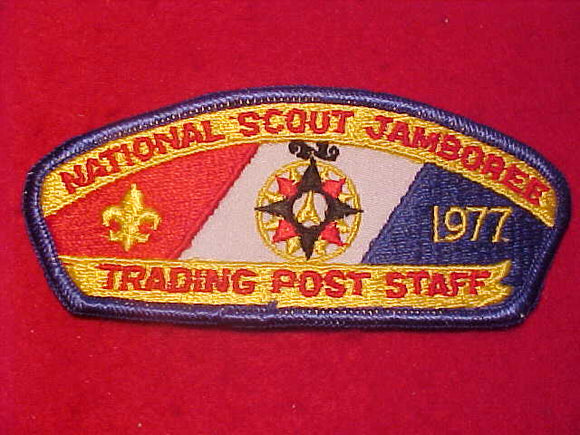 NATIONAL SCOUT JAMBOREE
1977
TRADING POST STAFF